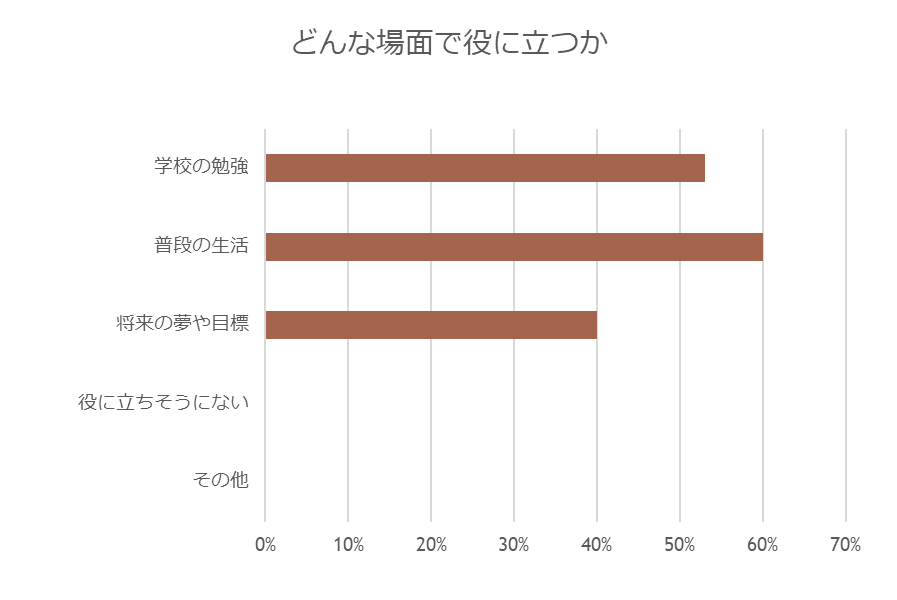 どんな場面で役に立つか
学校の勉強
普段の生活
将来の夢や目標
役に立ちそうにない
その他
0% 10% 20% 30% 40% 50% 60% 70%